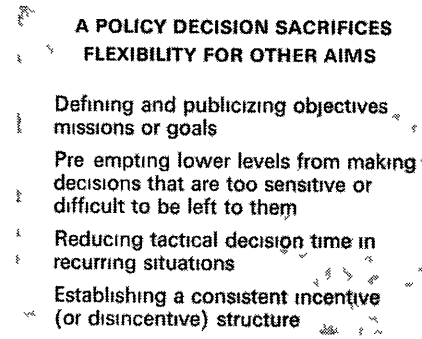 A POLICY DECISION SACRIFICES
FLEXIBILITY FOR OTHER AIMS
Defining and publicizing objectives
missions or goals
Pre empting lower levels from making
decisions that are too sensitive or
difficult to be left to them
Reducing tactical decision time in
recurring situations
Establishing a consistent incentive
(or disincentive) structure